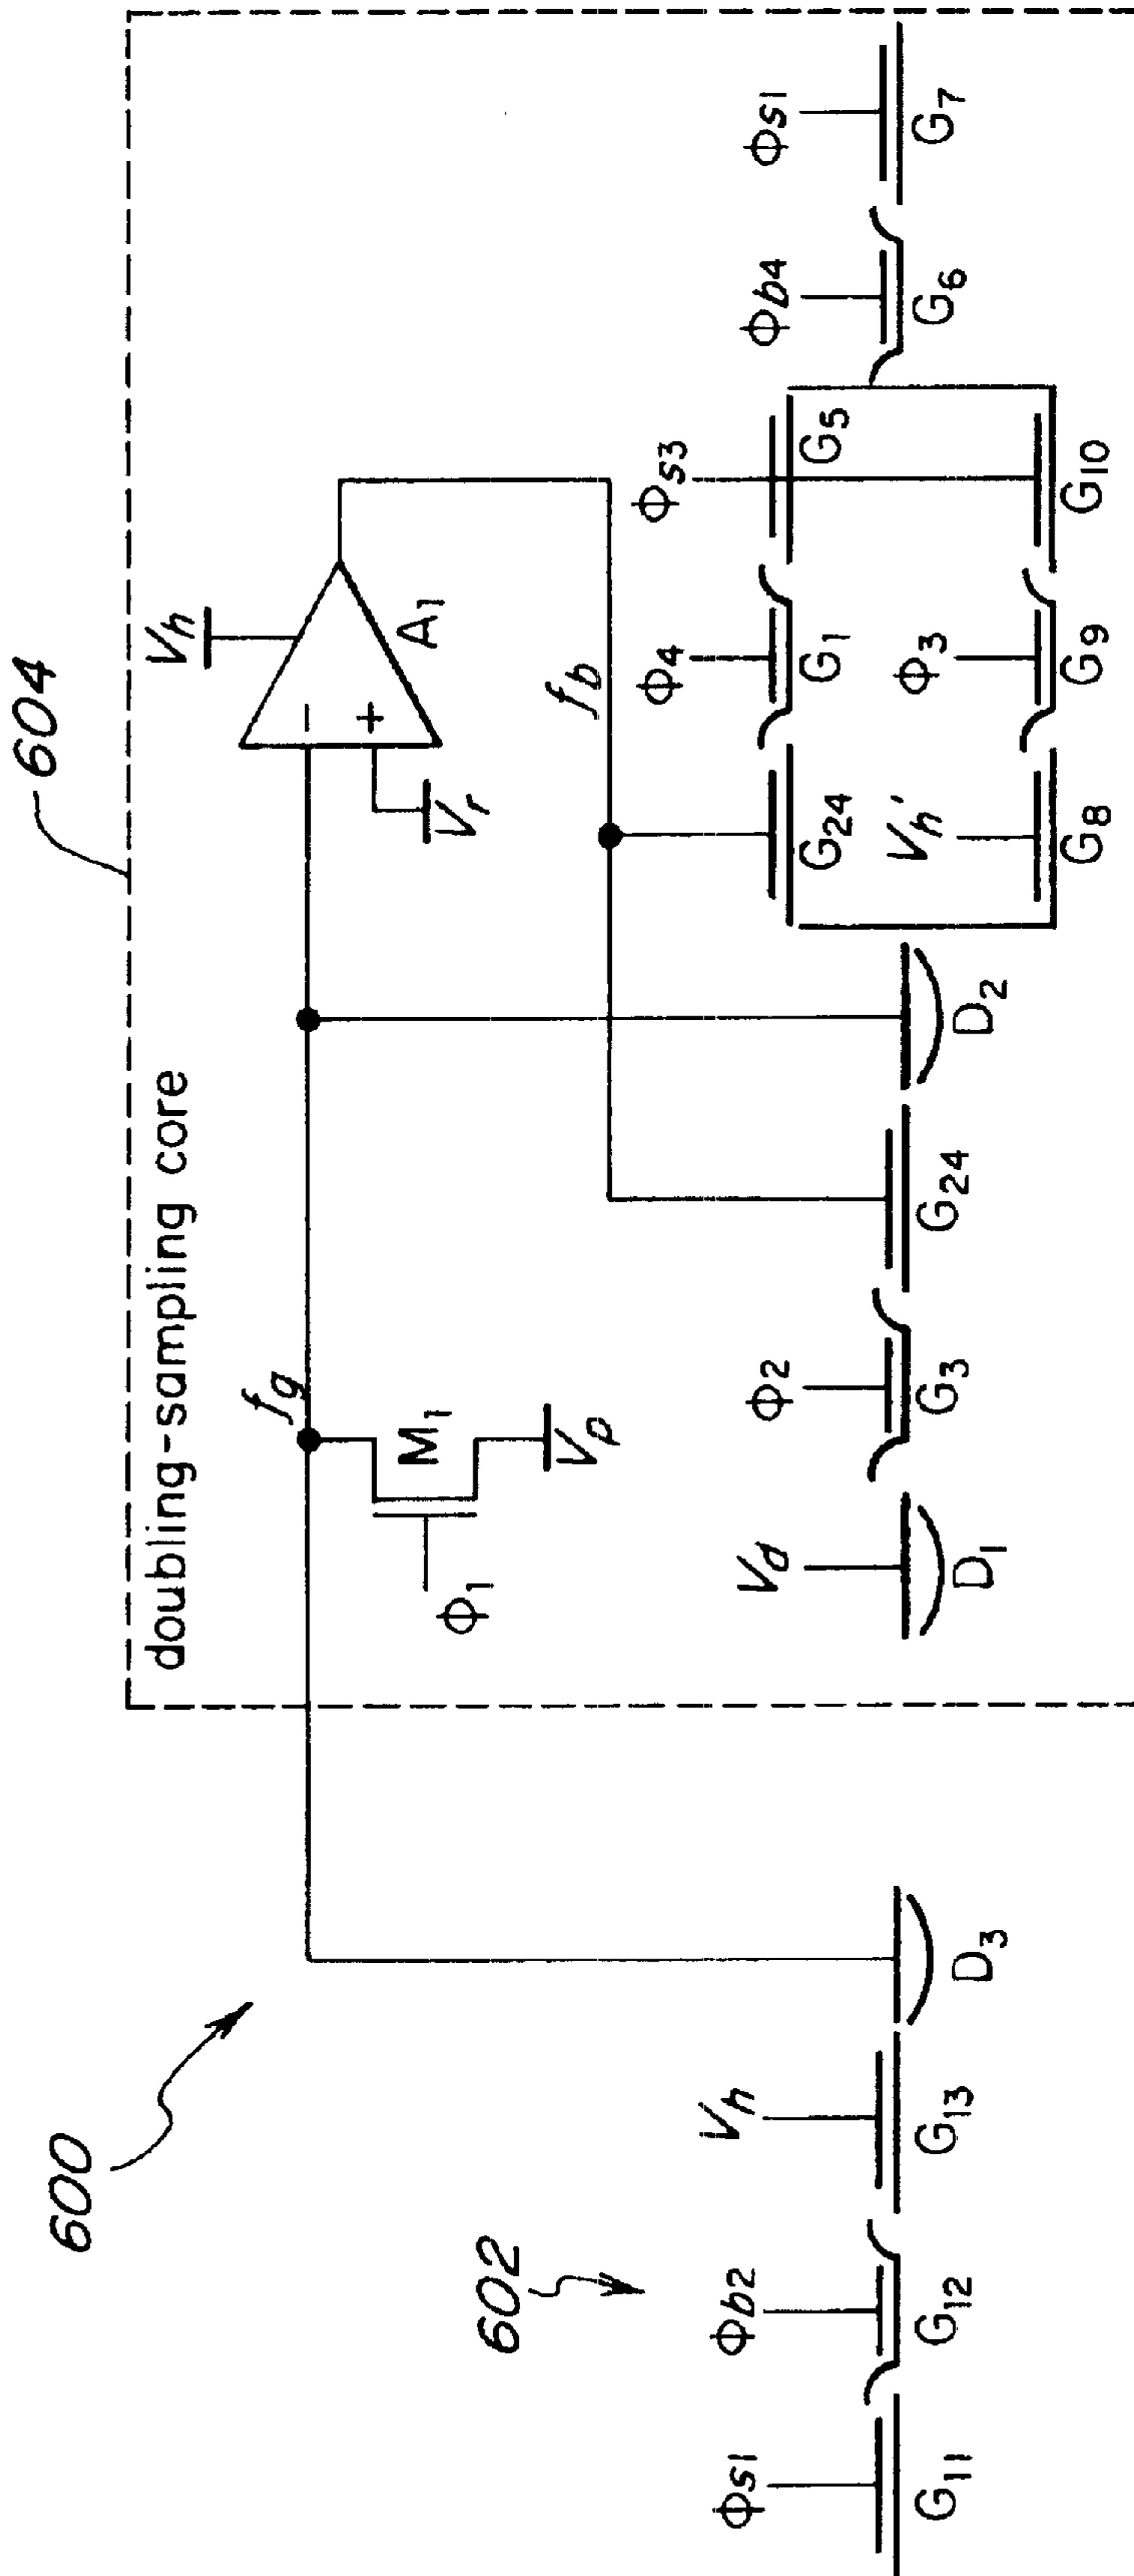 604
doubling-sampling core
600
602
f_g
V_h
−
+
A_1
V_r
M_1
V_p
Φ_1
f_b
Φ_s1
G_11
Φ_b2
G_12
V_h
G_13
D_3
V_d
D_1
Φ_2
G_3
G_24
D_2
G_24
Φ_4
G_1
Φ_s3
G_5
V_h'
G_8
Φ_3
G_9
G_10
Φ_b4
G_6
Φ_s1
G_7